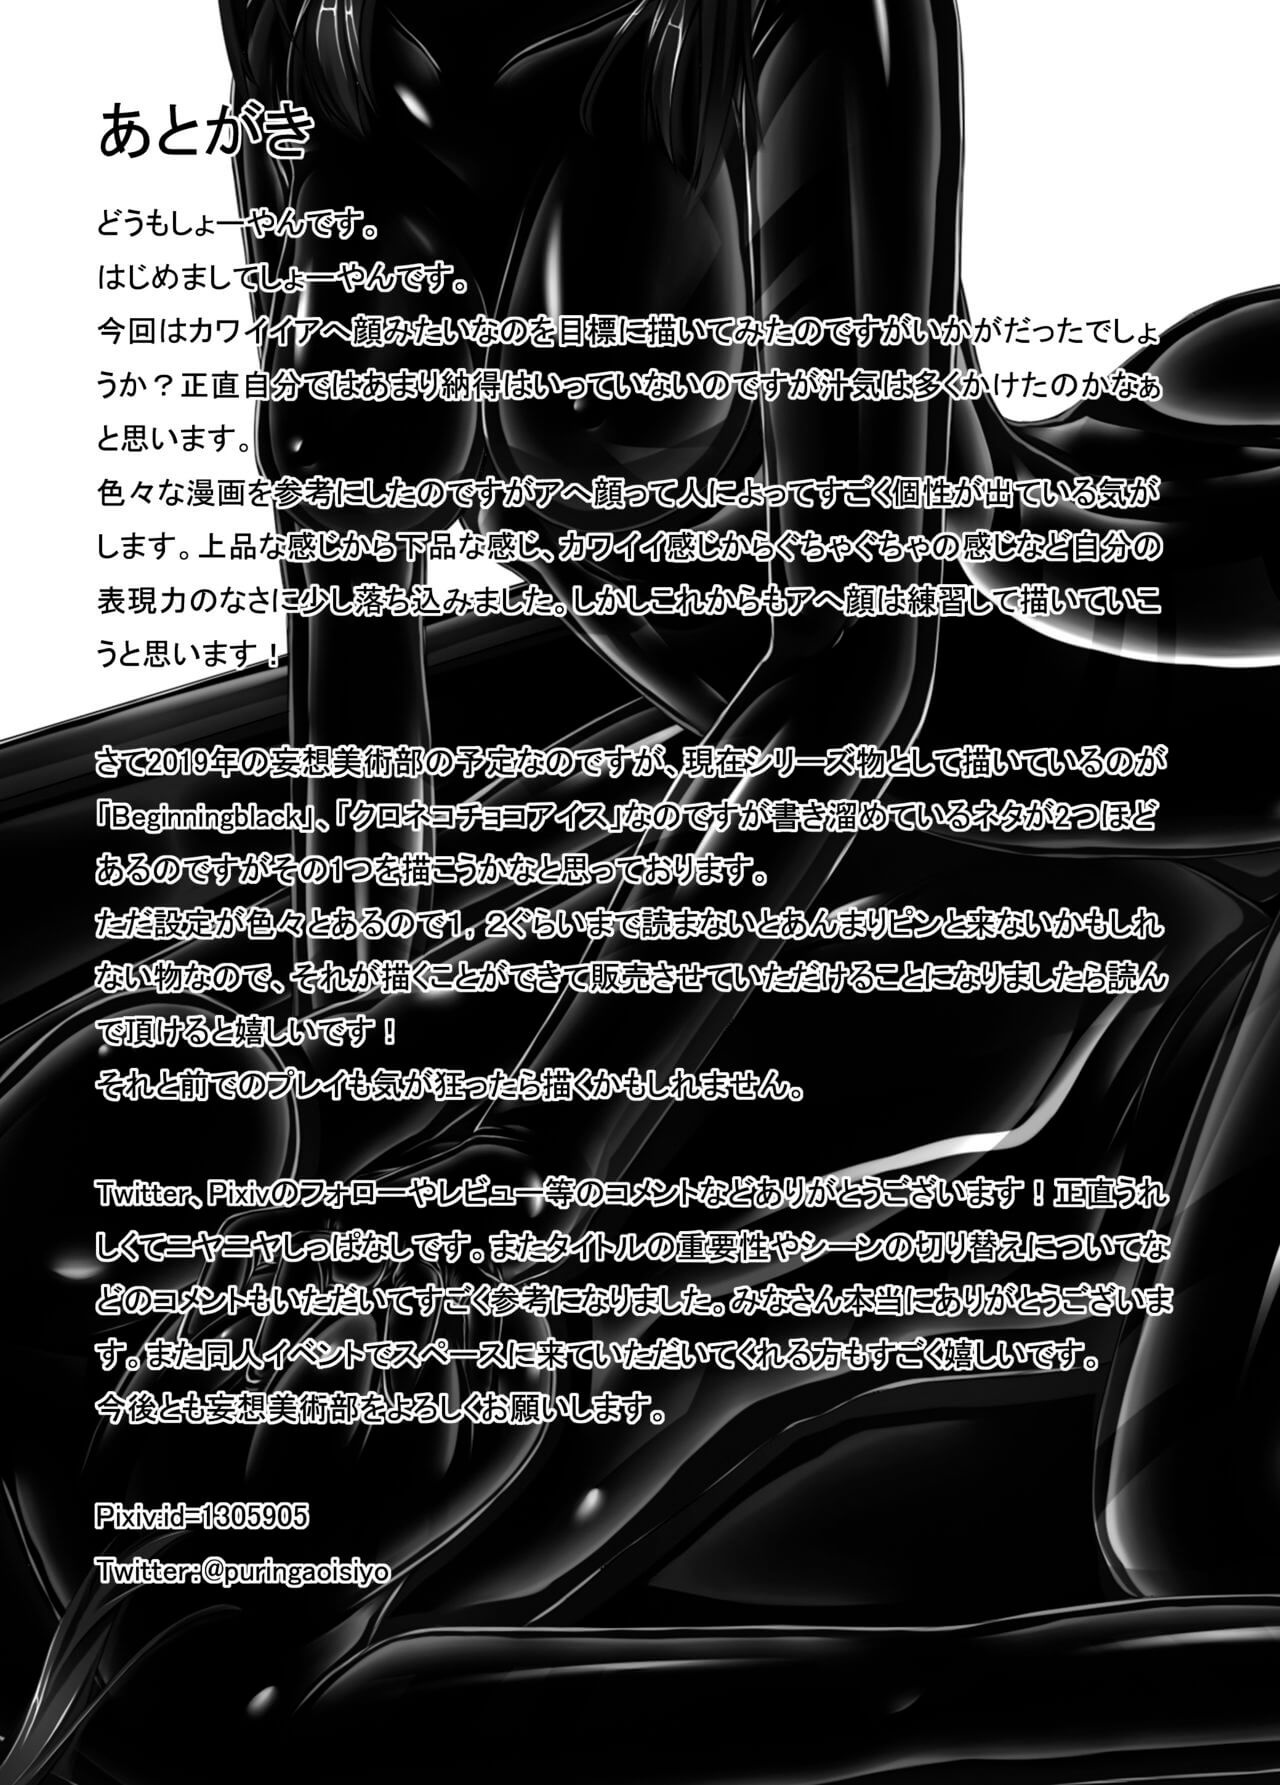 あとがき
どうもしょーやんです。
はじめましてしょーやんです。
今回はカワイイアヘ顔みたいなのを目標に描いてみたのですがいかがだったでしょ
うか？正直自分ではあまり納得はいっていないのですが汁気は多くかけたのかなぁ
と思います。
色々な漫画を参考にしたのですがアヘ顔って人によってすごく個性が出ている気が
します。上品な感じから下品な感じ、カワイイ感じからぐちゃぐちゃの感じなど自分の
表現力のなさに少し落ち込みました。しかしこれからもアヘ顔は練習して描いていこ
うと思います！
さて2019年の妄想美術部の予定なのですが、現在シリーズ物として描いているのが
「Beginningblack」、「クロネコチョコアイス」なのですが書き溜めているネタが2つほど
あるのですがその1つを描こうかなと思っております。
ただ設定が色々とあるので1，2ぐらいまで読まないとあんまりピンと来ないかもしれ
ない物なので、それが描くことができて販売させていただけることになりましたら読ん
で頂けると嬉しいです！
それと前でのプレイも気が狂ったら描くかもしれません。
Twitter、Pixivのフォローやレビュー等のコメントなどありがとうございます！正直うれ
しくてニヤニヤしっぱなしです。またタイトルの重要性やシーンの切り替えについてな
どのコメントもいただいてすごく参考になりました。みなさん本当にありがとうございま
す。また同人イベントでスペースに来ていただいてくれる方もすごく嬉しいです。
今後とも妄想美術部をよろしくお願いします。
Pixiv:id=1305905
Twitter:@puringaoisiyo